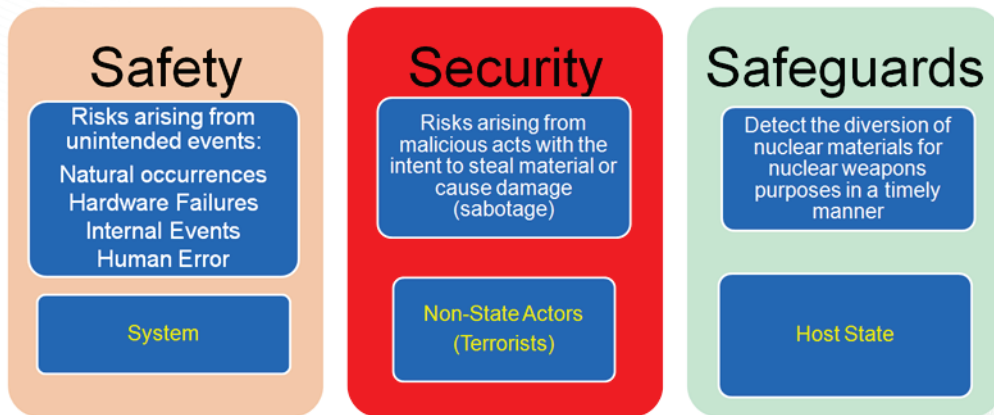 Safety
Risks arising from
unintended events:
Natural occurrences
Hardware Failures
Internal Events
Human Error
System
Security
Risks arising from
malicious acts with the
intent to steal material or
cause damage
(sabotage)
Non-State Actors
(Terrorists)
Safeguards
Detect the diversion of
nuclear materials for
nuclear weapons
purposes in a timely
manner
Host State